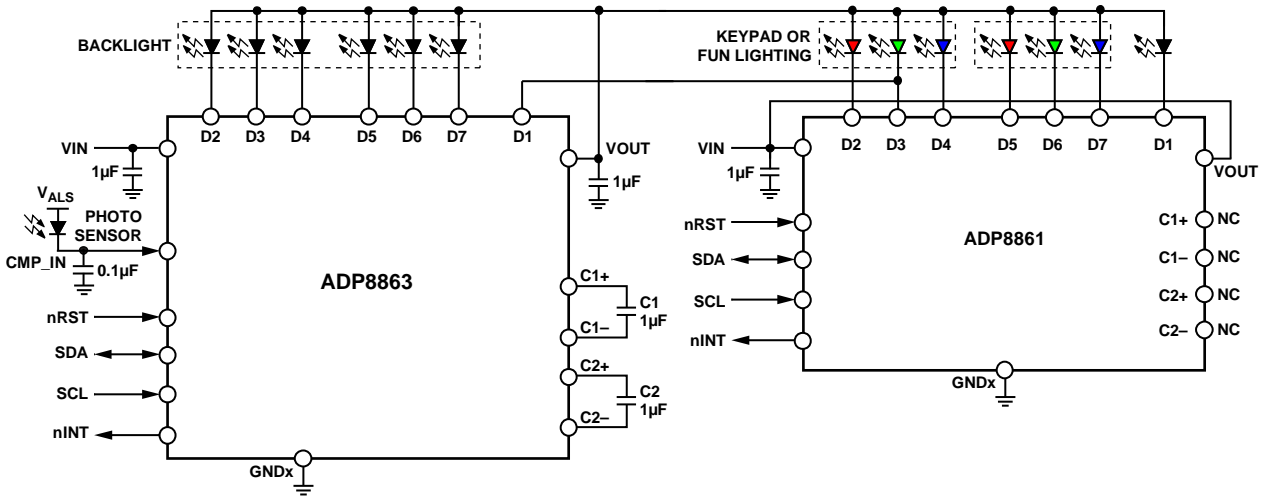 BACKLIGHT
KEYPAD OR
FUN LIGHTING
D2
D3
D4
D5
D6
D7
D1
VIN
1µF
VOUT
1µF
VALS
PHOTO
SENSOR
CMP_IN
0.1µF
nRST
SDA
SCL
nINT
ADP8863
C1+
C1–
C1
1µF
C2+
C2–
C2
1µF
GNDx
D2
D3
D4
D5
D6
D7
D1
VIN
1µF
VOUT
nRST
SDA
SCL
nINT
ADP8861
C1+
NC
C1–
NC
C2+
NC
C2–
NC
GNDx